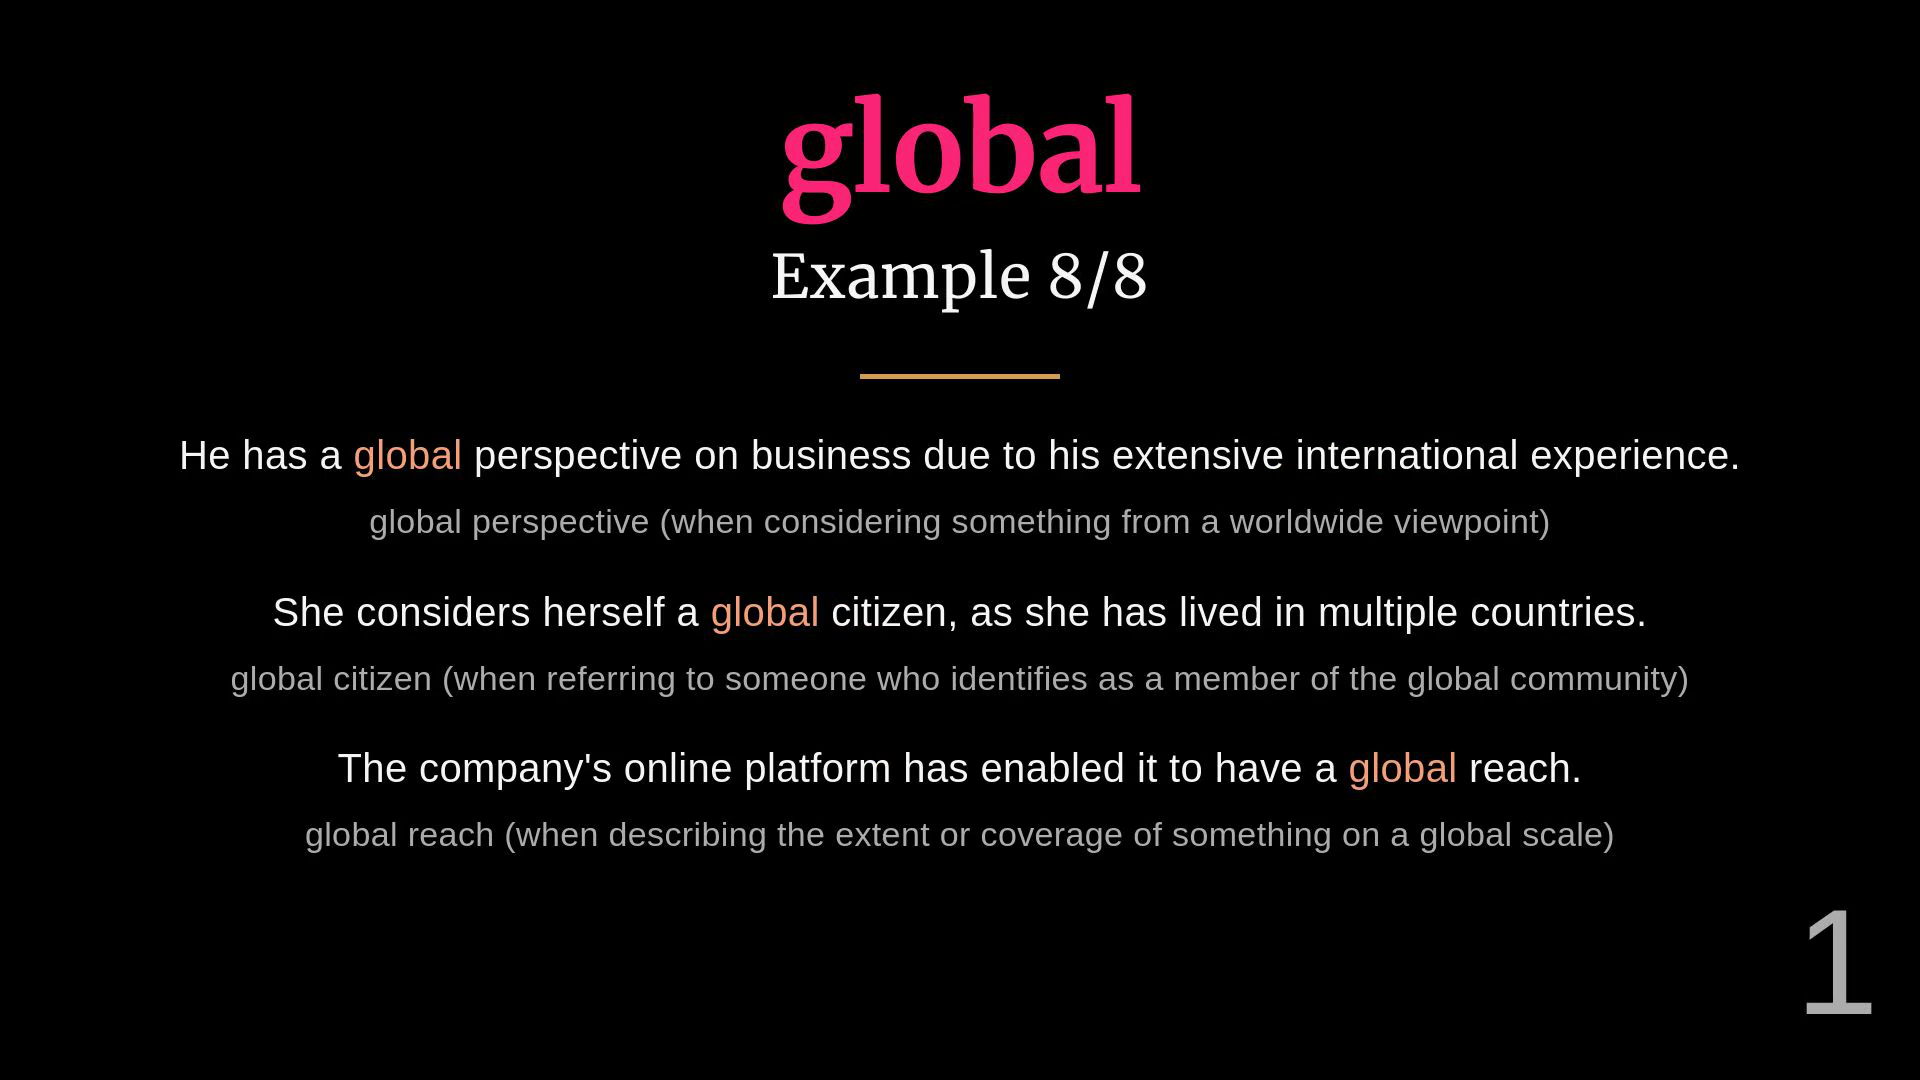 global
Example 8/8
He has a global perspective on business due to his extensive international experience.
global perspective (when considering something from a worldwide viewpoint)
She considers herself a global citizen, as she has lived in multiple countries.
global citizen (when referring to someone who identifies as a member of the global community)
The company's online platform has enabled it to have a global reach.
global reach (when describing the extent or coverage of something on a global scale)
1